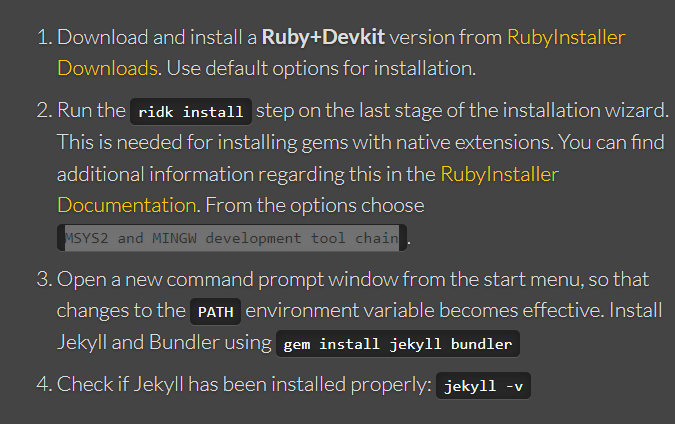 1. Download and install a Ruby+Devkit version from RubyInstaller
Downloads. Use default options for installation.
2. Run the ridk install step on the last stage of the installation wizard.
This is needed for installing gems with native extensions. You can find
additional information regarding this in the RubyInstaller
Documentation. From the options choose
MSYS2 and MINGW development tool chain.
3. Open a new command prompt window from the start menu, so that
changes to the PATH environment variable becomes effective. Install
Jekyll and Bundler using gem install jekyll bundler
4. Check if Jekyll has been installed properly: jekyll -v